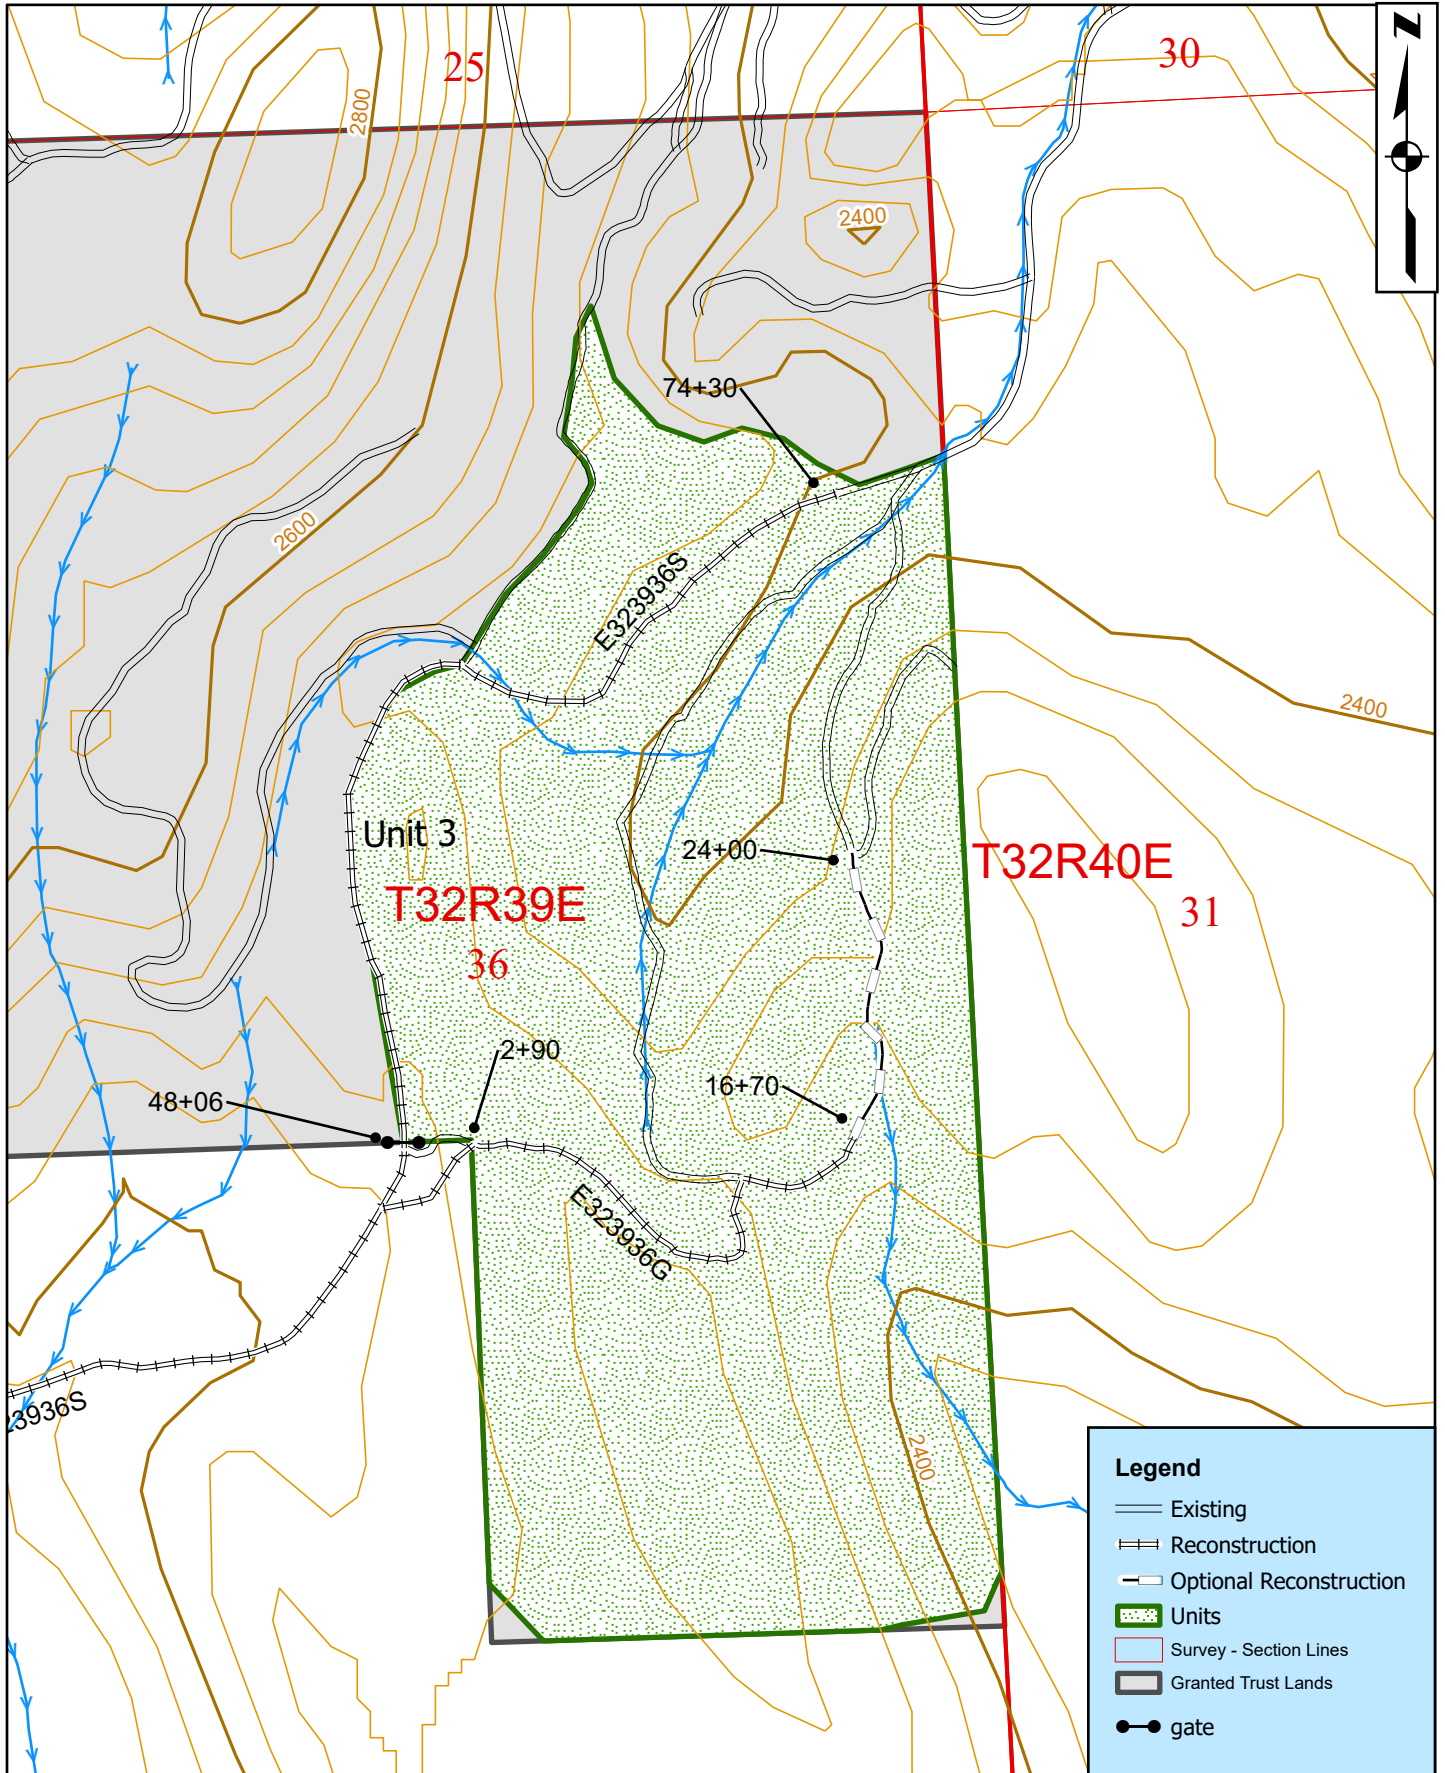 25
30
N
2800
2400
74+30
2600
E323936S
2400
Unit 3
24+00
T32R39E
T32R40E
31
36
2+90
48+06
16+70
E323936G
23936S
2400
Legend
Existing
Reconstruction
Optional Reconstruction
Units
Survey - Section Lines
Granted Trust Lands
gate